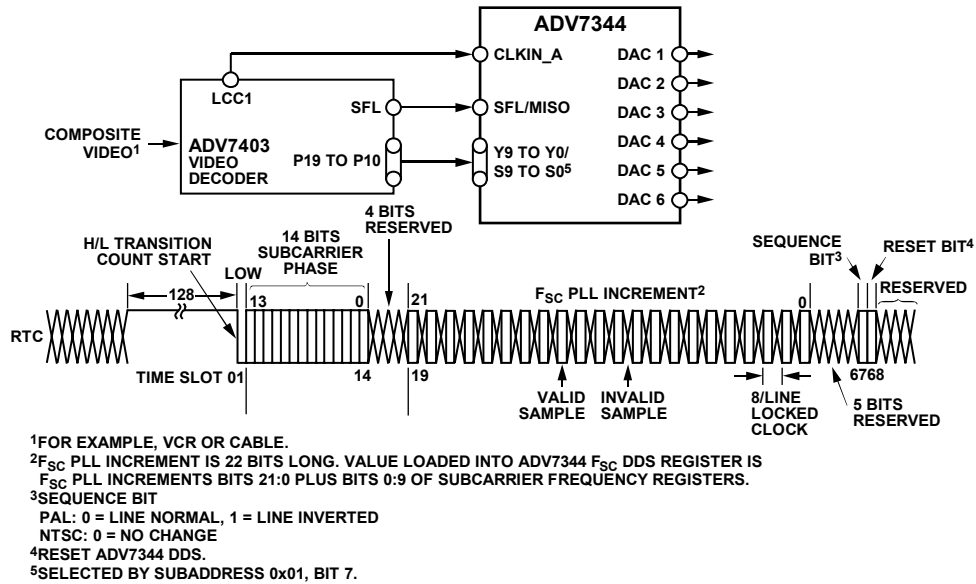 ADV7344
CLKIN_A
DAC 1
DAC 2
LCC1
SFL
SFL/MISO
DAC 3
COMPOSITE
VIDEO1
ADV7403
VIDEO
DECODER
P19 TO P10
Y9 TO Y0/
S9 TO S05
DAC 4
DAC 5
DAC 6
H/L TRANSITION
COUNT START
LOW
14 BITS
SUBCARRIER
PHASE
4 BITS
RESERVED
SEQUENCE
BIT3
RESET BIT4
RESERVED
128
13
0
21
FSC PLL INCREMENT2
0
RTC
TIME SLOT 01
14
19
VALID
SAMPLE
INVALID
SAMPLE
8/LINE
LOCKED
CLOCK
6768
5 BITS
RESERVED
1FOR EXAMPLE, VCR OR CABLE.
2FSC PLL INCREMENT IS 22 BITS LONG. VALUE LOADED INTO ADV7344 FSC DDS REGISTER IS
FSC PLL INCREMENTS BITS 21:0 PLUS BITS 0:9 OF SUBCARRIER FREQUENCY REGISTERS.
3SEQUENCE BIT
PAL: 0 = LINE NORMAL, 1 = LINE INVERTED
NTSC: 0 = NO CHANGE
4RESET ADV7344 DDS.
5SELECTED BY SUBADDRESS 0x01, BIT 7.